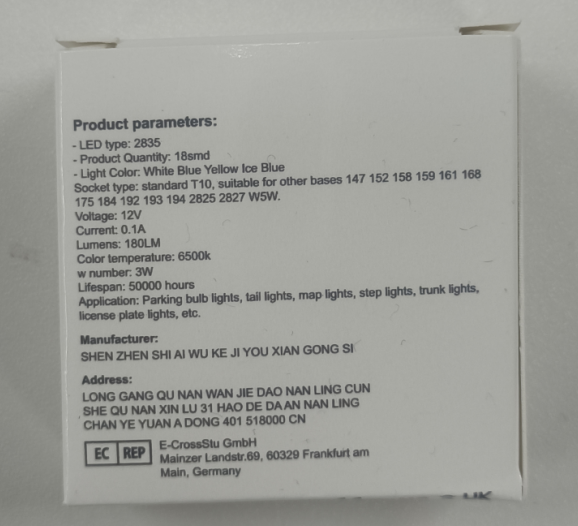 Product parameters:
- LED type: 2835
- Product Quantity: 18smd
- Light Color: White Blue Yellow Ice Blue
Socket type: standard T10, suitable for other bases 147 152 158 159 161 168
175 184 192 193 194 2825 2827 W5W.
Voltage: 12V
Current: 0.1A
Lumens: 180LM
Color temperature: 6500k
w number: 3W
Lifespan: 50000 hours
Application: Parking bulb lights, tail lights, map lights, step lights, trunk lights,
license plate lights, etc.
Manufacturer:
SHEN ZHEN SHI AI WU KE JI YOU XIAN GONG SI
Address:
LONG GANG QU NAN WAN JIE DAO NAN LING CUN
SHE QU NAN XIN LU 31 HAO DE DA AN NAN LING
CHAN YE YUAN A DONG 401 518000 CN
EC REP
E-CrossStu GmbH
Mainzer Landstr.69, 60329 Frankfurt am
Main, Germany